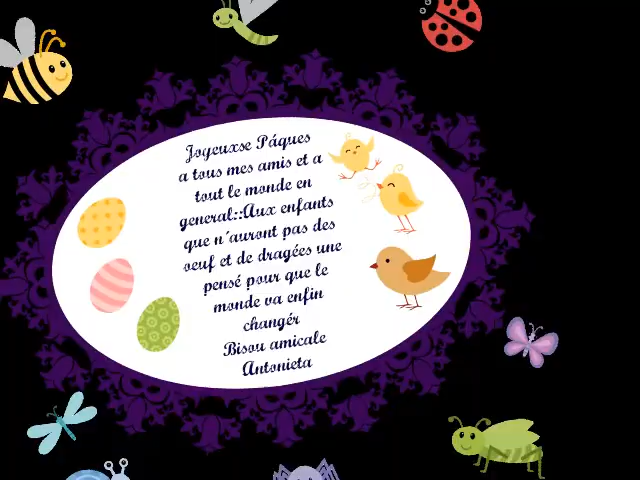 Joyeuxse Pâques
a tous mes amis et a
tout le monde en
general::Aux enfants
que n´auront pas des
oeuf et de dragées une
pensé pour que le
monde va enfin
changér
Bisou amicale
Antonieta